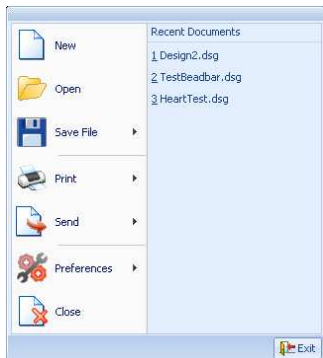 New
Open
Save File
Print
Send
Preferences
Close
Recent Documents
1 Design2.dsg
2 TestBeadbar.dsg
3 HeartTest.dsg
Exit